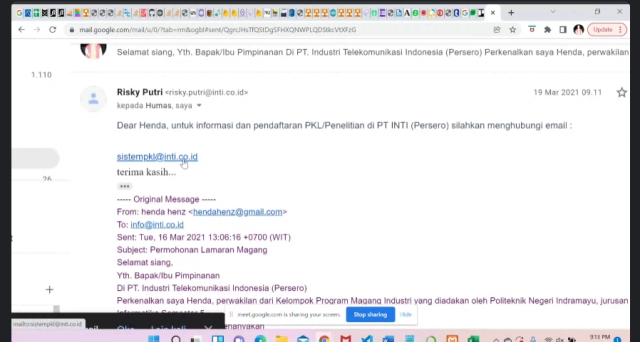 Update
mail.google.com/mail/u/0/?tab=rm&ogbl#sent/QgrcJHsTfQStDgSFHXQNWPLQDStkcVtXFzG
Selamat siang, Yth. Bapak/Ibu Pimpinanan Di PT. Industri Telekomunikasi Indonesia (Persero) Perkenalkan saya Henda, perwakilan
1.110
Risky Putri <risky.putri@inti.co.id>
19 Mar 2021 09.11
kepada Humas, saya
Dear Henda, untuk informasi dan pendaftaran PKL/Penelitian di PT INTI (Persero) silahkan menghubungi email :
sistempkl@inti.co.id
terima kasih...
26
----- Original Message -----
From: henda henz <hendahenz@gmail.com>
To: info@inti.co.id
Sent: Tue, 16 Mar 2021 13:06:16 +0700 (WIT)
Subject: Permohonan Lamaran Magang
Selamat siang,
Yth. Bapak/Ibu Pimpinanan
Di PT. Industri Telekomunikasi Indonesia (Persero)
Perkenalkan saya Henda, perwakilan dari Kelompok Program Magang Industri yang diadakan oleh Politeknik Negeri Indramayu, jurusan
meet.google.com is sharing your screen.
Stop sharing
Hide
mailto:sistempkl@inti.co.id